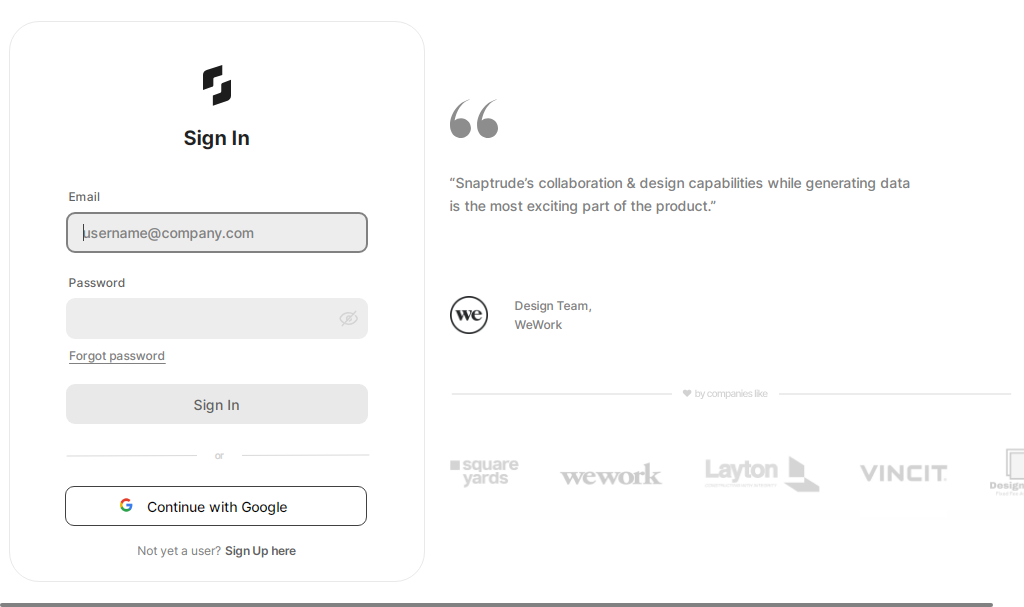 Sign In
Email
username@company.com
Password
Forgot password
Sign In
or
Continue with Google
Not yet a user? Sign Up here
“Snaptrude’s collaboration & design capabilities while generating data
is the most exciting part of the product.”
we
Design Team,
WeWork
by companies like
square
yards
wework
Layton
VINCIT
Design